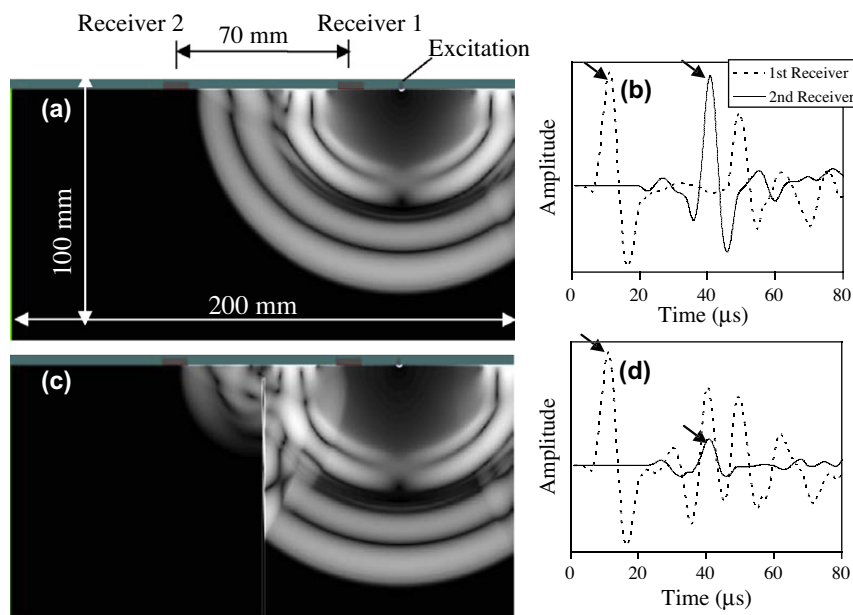 Receiver 2
70 mm
Receiver 1
Excitation
(a)
100 mm
200 mm
(b)
1st Receiver
2nd Receiver
Amplitude
0
20
40
60
80
Time (μs)
(c)
(d)
Amplitude
0
20
40
60
80
Time (μs)